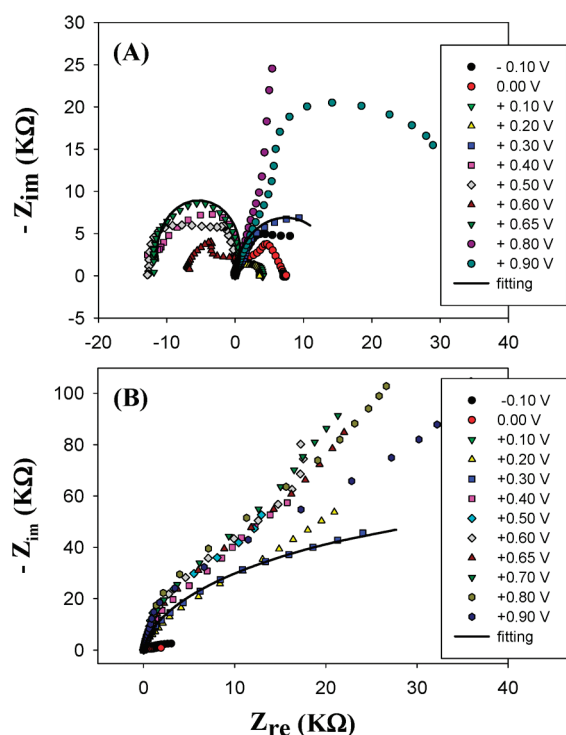 (A)
- Zim (KΩ)
30
25
20
15
10
5
0
-5
-20 -10 0 10 20 30 40
- 0.10 V
0.00 V
+ 0.10 V
+ 0.20 V
+ 0.30 V
+ 0.40 V
+ 0.50 V
+ 0.60 V
+ 0.65 V
+ 0.80 V
+ 0.90 V
fitting
(B)
- Zim (KΩ)
100
80
60
40
20
0
0 10 20 30 40
-0.10 V
0.00 V
+0.10 V
+0.20 V
+0.30 V
+0.40 V
+0.50 V
+0.60 V
+0.65 V
+0.70 V
+0.80 V
+0.90 V
fitting
Zre (KΩ)